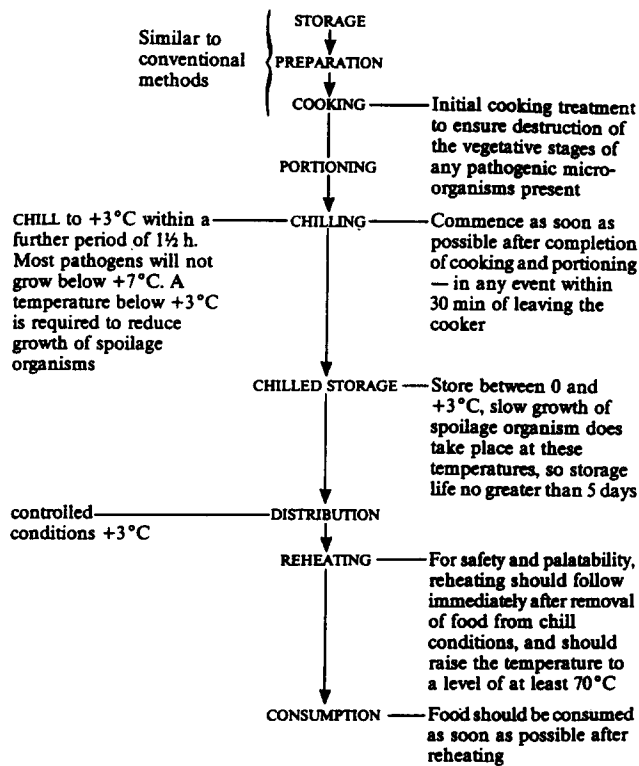 STORAGE
Similar to
conventional
methods
PREPARATION
COOKING
Initial cooking treatment
to ensure destruction of
the vegetative stages of
any pathogenic micro-
organisms present
PORTIONING
CHILL to +3°C within a
further period of 1½ h.
Most pathogens will not
grow below +7°C. A
temperature below +3°C
is required to reduce
growth of spoilage
organisms
CHILLING
Commence as soon as
possible after completion
of cooking and portioning
— in any event within
30 min of leaving the
cooker
CHILLED STORAGE
Store between 0 and
+3°C, slow growth of
spoilage organism does
take place at these
temperatures, so storage
life no greater than 5 days
controlled
conditions +3°C
DISTRIBUTION
REHEATING
For safety and palatability,
reheating should follow
immediately after removal
of food from chill
conditions, and should
raise the temperature to
a level of at least 70°C
CONSUMPTION
Food should be consumed
as soon as possible after
reheating